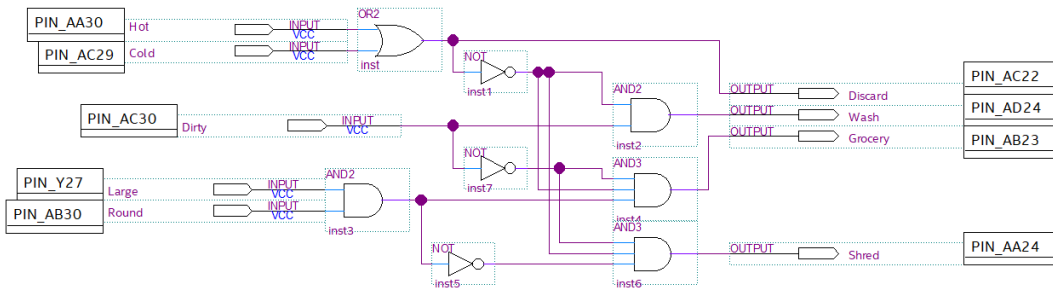 PIN_AA30 Hot INPUT VCC OR2
PIN_AC29 Cold INPUT VCC inst
NOT inst1
PIN_AC30 Dirty INPUT VCC
AND2 inst2
NOT inst7
AND3 inst4
PIN_Y27 Large INPUT VCC AND2
PIN_AB30 Round INPUT VCC inst3
NOT inst5
AND3 inst6
OUTPUT Discard PIN_AC22
OUTPUT Wash PIN_AD24
OUTPUT Grocery PIN_AB23
OUTPUT Shred PIN_AA24